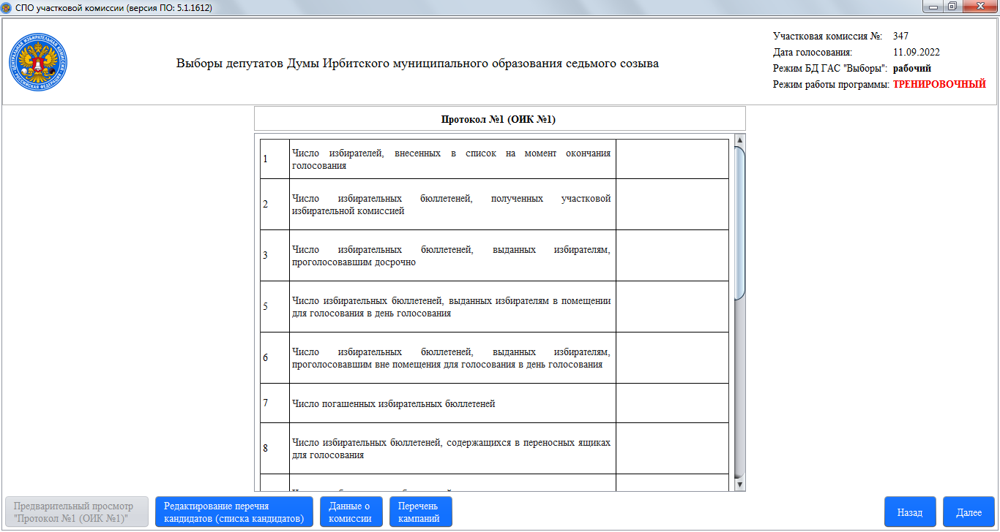 СПО участковой комиссии (версия ПО: 5.1.1612)
ЦЕНТРАЛЬНАЯ ИЗБИРАТЕЛЬНАЯ КОМИССИЯ
РОССИЙСКАЯ ФЕДЕРАЦИЯ
Выборы депутатов Думы Ирбитского муниципального образования седьмого созыва
Участковая комиссия №: 347
Дата голосования: 11.09.2022
Режим БД ГАС "Выборы": рабочий
Режим работы программы: ТРЕНИРОВОЧНЫЙ
Протокол №1 (ОИК №1)
1 Число избирателей, внесенных в список на момент окончания
голосования
2 Число избирательных бюллетеней, полученных участковой
избирательной комиссией
3 Число избирательных бюллетеней, выданных избирателям,
проголосовавшим досрочно
5 Число избирательных бюллетеней, выданных избирателям в помещении
для голосования в день голосования
6 Число избирательных бюллетеней, выданных избирателям,
проголосовавшим вне помещения для голосования в день голосования
7 Число погашенных избирательных бюллетеней
8 Число избирательных бюллетеней, содержащихся в переносных ящиках
для голосования
Предварительный просмотр
"Протокол №1 (ОИК №1)"
Редактирование перечня
кандидатов (списка кандидатов)
Данные о
комиссии
Перечень
кампаний
Назад
Далее